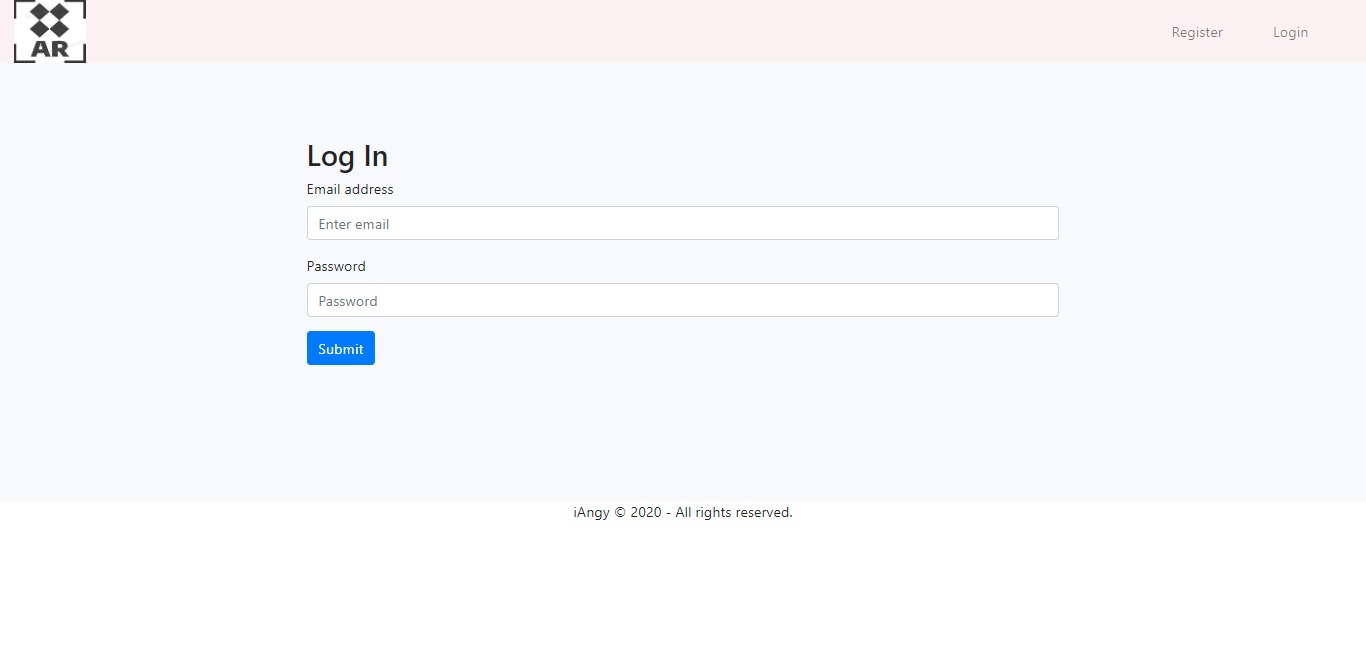 AR
Register Login
Log In
Email address
Enter email
Password
Password
Submit
iAngy © 2020 - All rights reserved.